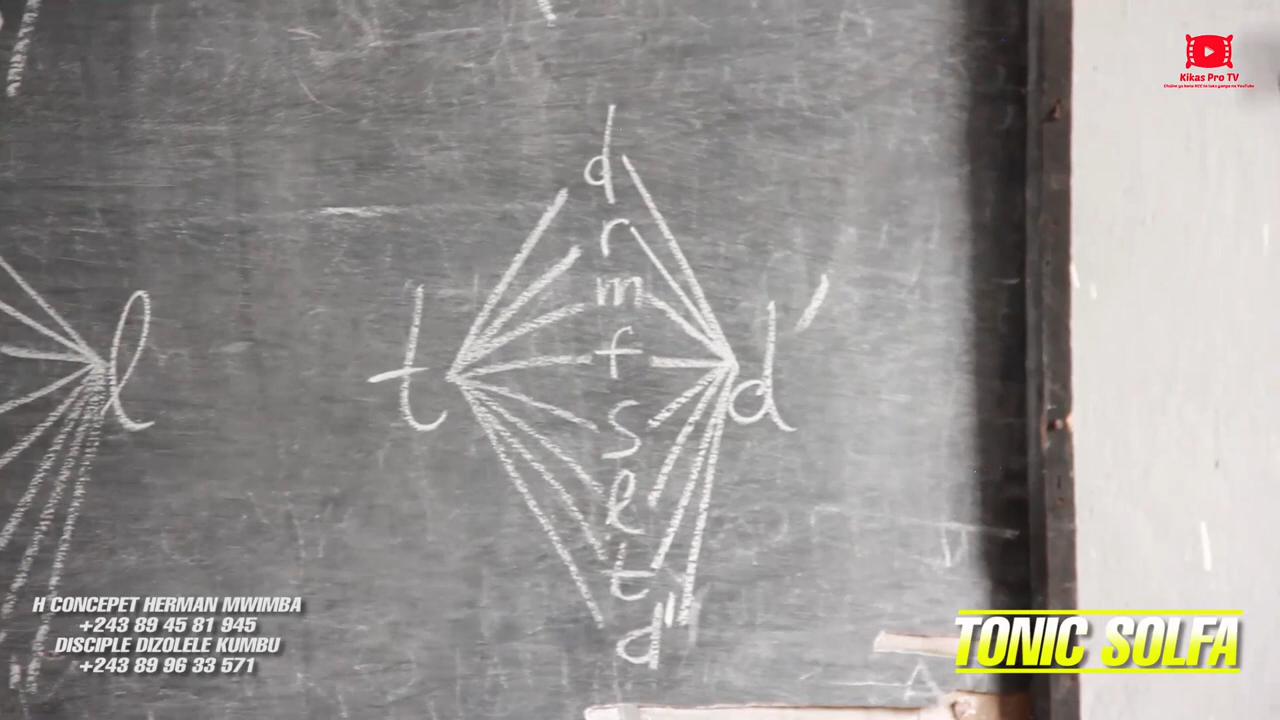 Kikas Pro TV
d
r
m
f
t
d'
s
l
l
t
d'
H CONCEPET HERMAN MWIMBA
+243 89 45 81 945
DISCIPLE DIZOLELE KUMBU
+243 89 96 33 571
TONIC SOLFA